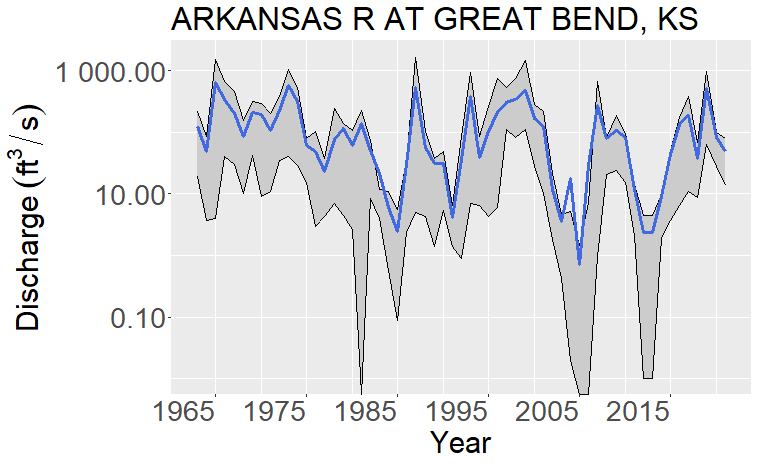 ARKANSAS R AT GREAT BEND, KS
1 000.00
10.00
0.10
Discharge (ft³/s)
1965 1975 1985 1995 2005 2015
Year